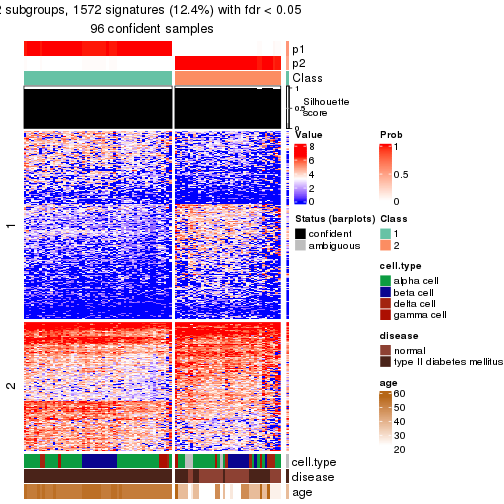 2 subgroups, 1572 signatures (12.4%) with fdr < 0.05
96 confident samples
p1
p2
Class
1
0.5
0
Silhouette
score
1
2
Value
8
6
4
2
0
Prob
1
0.5
0
Status (barplots)
confident
ambiguous
Class
1
2
cell.type
alpha cell
beta cell
delta cell
gamma cell
disease
normal
type II diabetes mellitus
age
60
50
40
30
20
cell.type
disease
age